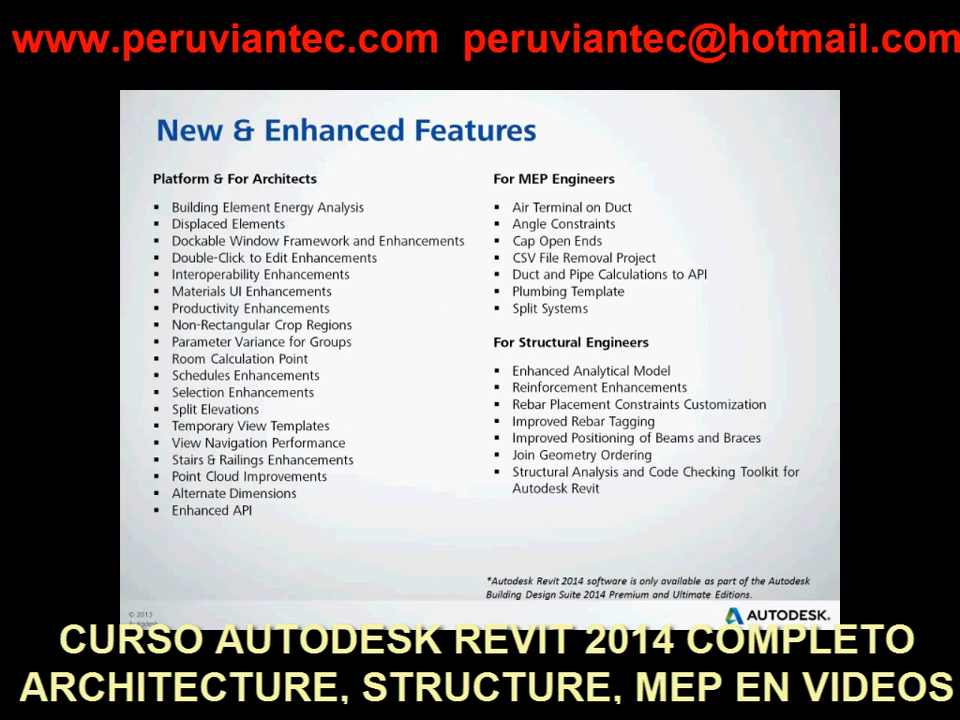 www.peruviantec.com peruviantec@hotmail.com
New & Enhanced Features
Platform & For Architects
▪ Building Element Energy Analysis
▪ Displaced Elements
▪ Dockable Window Framework and Enhancements
▪ Double-Click to Edit Enhancements
▪ Interoperability Enhancements
▪ Materials UI Enhancements
▪ Productivity Enhancements
▪ Non-Rectangular Crop Regions
▪ Parameter Variance for Groups
▪ Room Calculation Point
▪ Schedules Enhancements
▪ Selection Enhancements
▪ Split Elevations
▪ Temporary View Templates
▪ View Navigation Performance
▪ Stairs & Railings Enhancements
▪ Point Cloud Improvements
▪ Alternate Dimensions
▪ Enhanced API
For MEP Engineers
▪ Air Terminal on Duct
▪ Angle Constraints
▪ Cap Open Ends
▪ CSV File Removal Project
▪ Duct and Pipe Calculations to API
▪ Plumbing Template
▪ Split Systems
For Structural Engineers
▪ Enhanced Analytical Model
▪ Reinforcement Enhancements
▪ Rebar Placement Constraints Customization
▪ Improved Rebar Tagging
▪ Improved Positioning of Beams and Braces
▪ Join Geometry Ordering
▪ Structural Analysis and Code Checking Toolkit for
Autodesk Revit
*Autodesk Revit 2014 software is only available as part of the Autodesk
Building Design Suite 2014 Premium and Ultimate Editions.
© 2013
Autodesk
AUTODESK.
CURSO AUTODESK REVIT 2014 COMPLETO
ARCHITECTURE, STRUCTURE, MEP EN VIDEOS